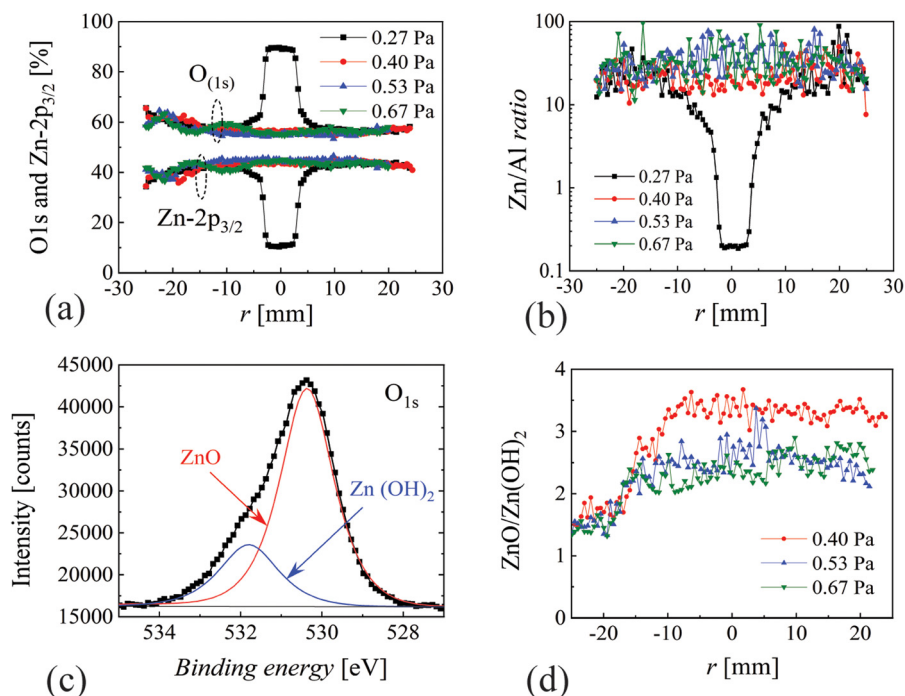 O1s and Zn-2p3/2 [%]
100
80
60
40
20
0
O(1s)
Zn-2p3/2
0.27 Pa
0.40 Pa
0.53 Pa
0.67 Pa
-30 -20 -10 0 10 20 30
r [mm]
(a)
Zn/Al ratio
100
10
1
0.1
0.27 Pa
0.40 Pa
0.53 Pa
0.67 Pa
-30 -20 -10 0 10 20 30
r [mm]
(b)
Intensity [counts]
45000
40000
35000
30000
25000
20000
15000
O1s
ZnO
Zn (OH)2
534 532 530 528
Binding energy [eV]
(c)
ZnO/Zn(OH)2
4
3
2
1
0
0.40 Pa
0.53 Pa
0.67 Pa
-20 -10 0 10 20
r [mm]
(d)